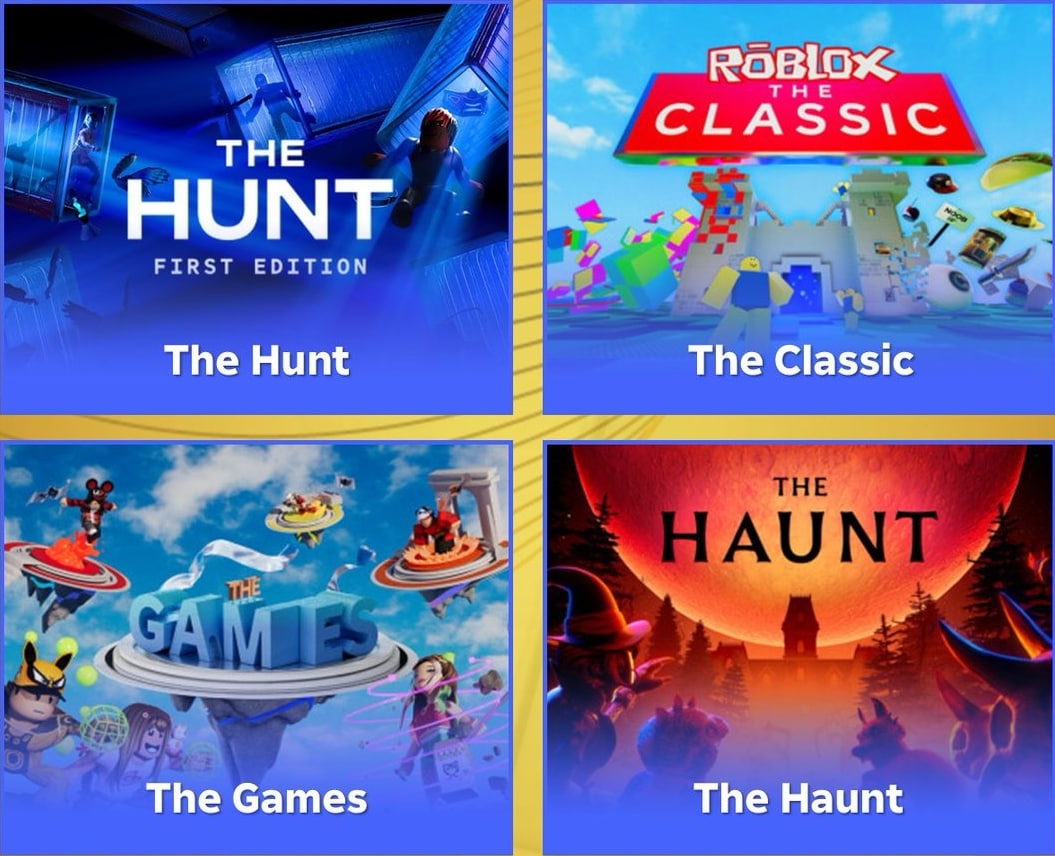 THE
HUNT
FIRST EDITION
The Hunt
RŌBLOX
THE
CLASSIC
NOOB
The Classic
THE
GAMES
The Games
THE
HAUNT
The Haunt